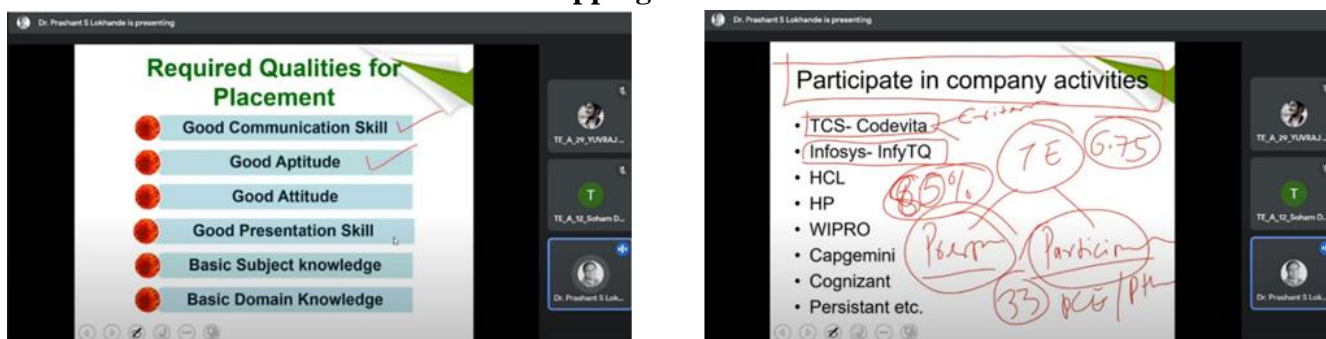 pping
Dr. Prashant S Lokhande is presenting
Required Qualities for
Placement
Good Communication Skill
Good Aptitude
Good Attitude
Good Presentation Skill
Basic Subject knowledge
Basic Domain Knowledge
TE_A_29_YUVRAJ...
T
TE_A_12_Soham D...
Dr. Prashant S Lok...
Dr. Prashant S Lokhande is presenting
Participate in company activities
• TCS- Codevita
• Infosys- InfyTQ
• HCL
• HP
• WIPRO
• Capgemini
• Cognizant
• Persistant etc.
TE
6.75
33
TE_A_29_YUVRAJ...
T
TE_A_12_Soham D...
Dr. Prashant S Lok...